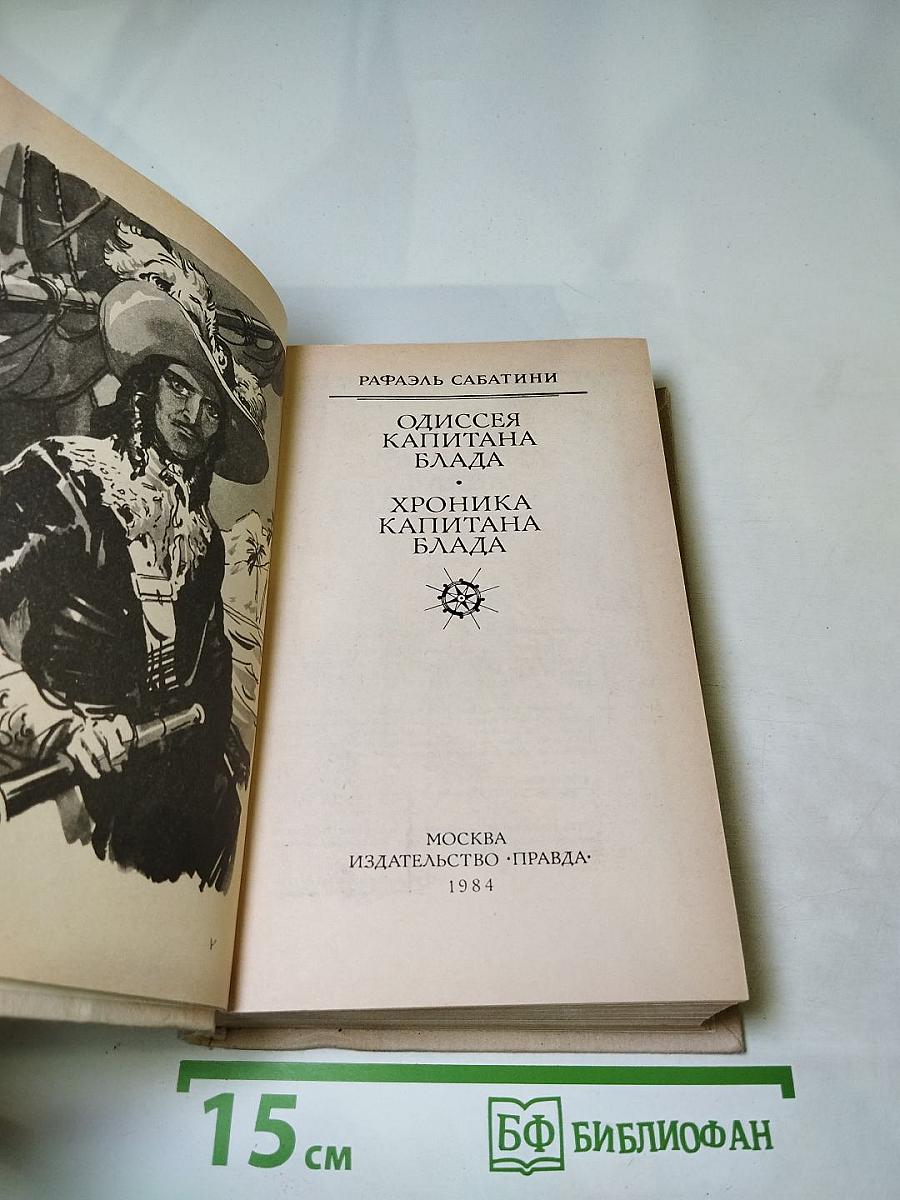 РАФАЭЛЬ САБАТИНИ
ОДИССЕЯ
КАПИТАНА
БЛАДА
•
ХРОНИКА
КАПИТАНА
БЛАДА
МОСКВА
ИЗДАТЕЛЬСТВО «ПРАВДА»
1984
15 см
БФ БИБЛИОФАН